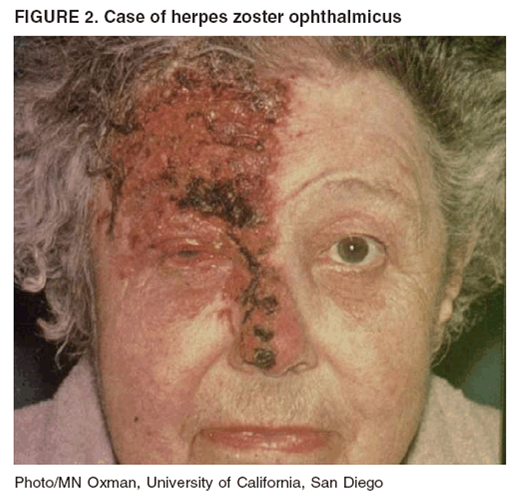 FIGURE 2. Case of herpes zoster ophthalmicus
Photo/MN Oxman, University of California, San Diego